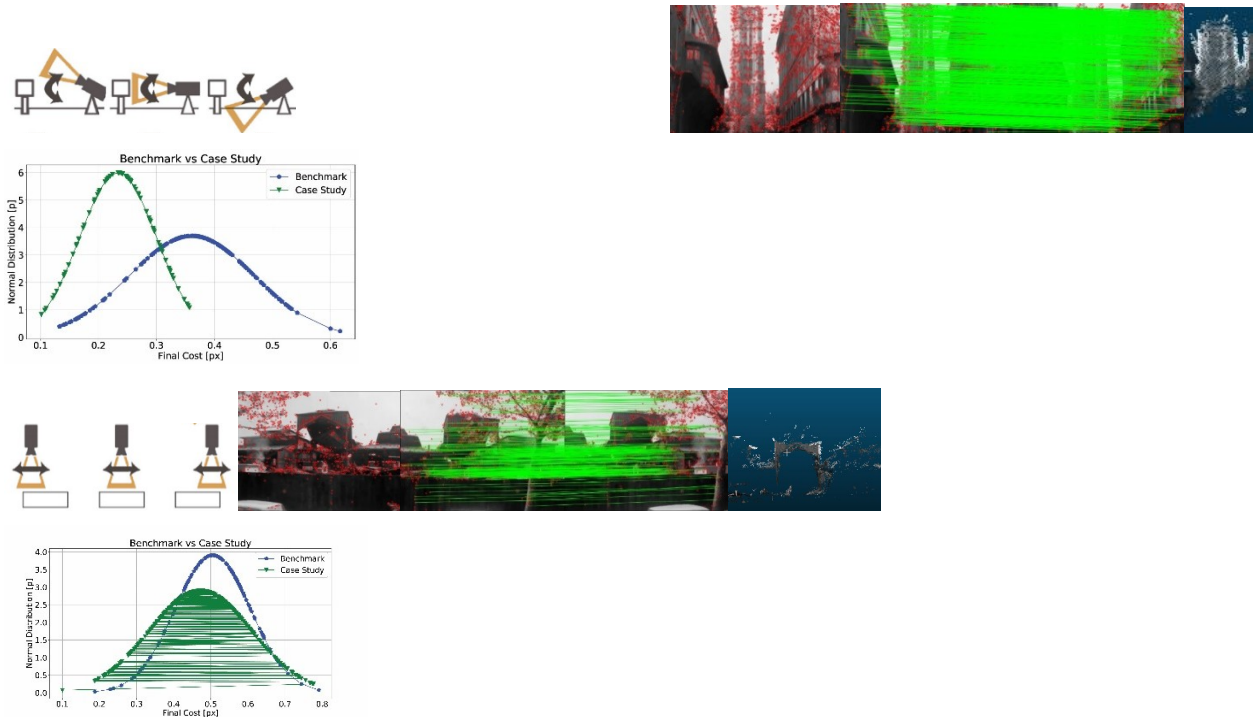 Benchmark vs Case Study
Benchmark
Case Study
Normal Distribution [p]
6
5
4
3
2
1
0
0.1 0.2 0.3 0.4 0.5 0.6
Final Cost [px]
Benchmark vs Case Study
Benchmark
Case Study
Normal Distribution [p]
4.0
3.5
3.0
2.5
2.0
1.5
1.0
0.5
0.0
0.1 0.2 0.3 0.4 0.5 0.6 0.7 0.8
Final Cost [px]